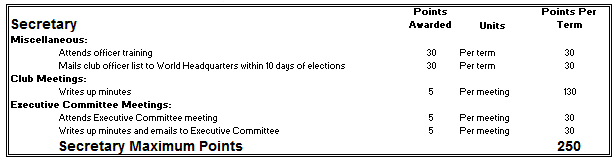 Secretary Points Awarded Units Points Per Term
Miscellaneous:
Attends officer training 30 Per term 30
Mails club officer list to World Headquarters within 10 days of elections 30 Per term 30
Club Meetings:
Writes up minutes 5 Per meeting 130
Executive Committee Meetings:
Attends Executive Committee meeting 5 Per meeting 30
Writes up minutes and emails to Executive Committee 5 Per meeting 30
Secretary Maximum Points 250